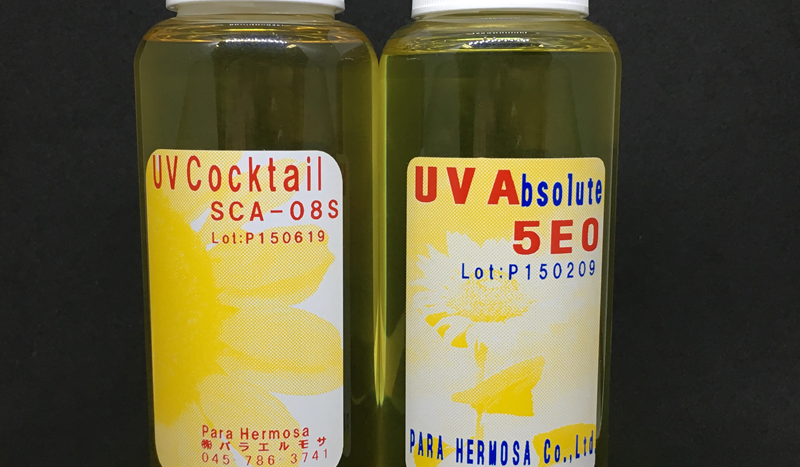 UV Cocktail
SCA-08S
Lot:P150619
Para Hermosa
㈱パラエルモサ
045-786-3741
UV Absolute
5EO
Lot:P150209
PARA HERMOSA Co.,Ltd.